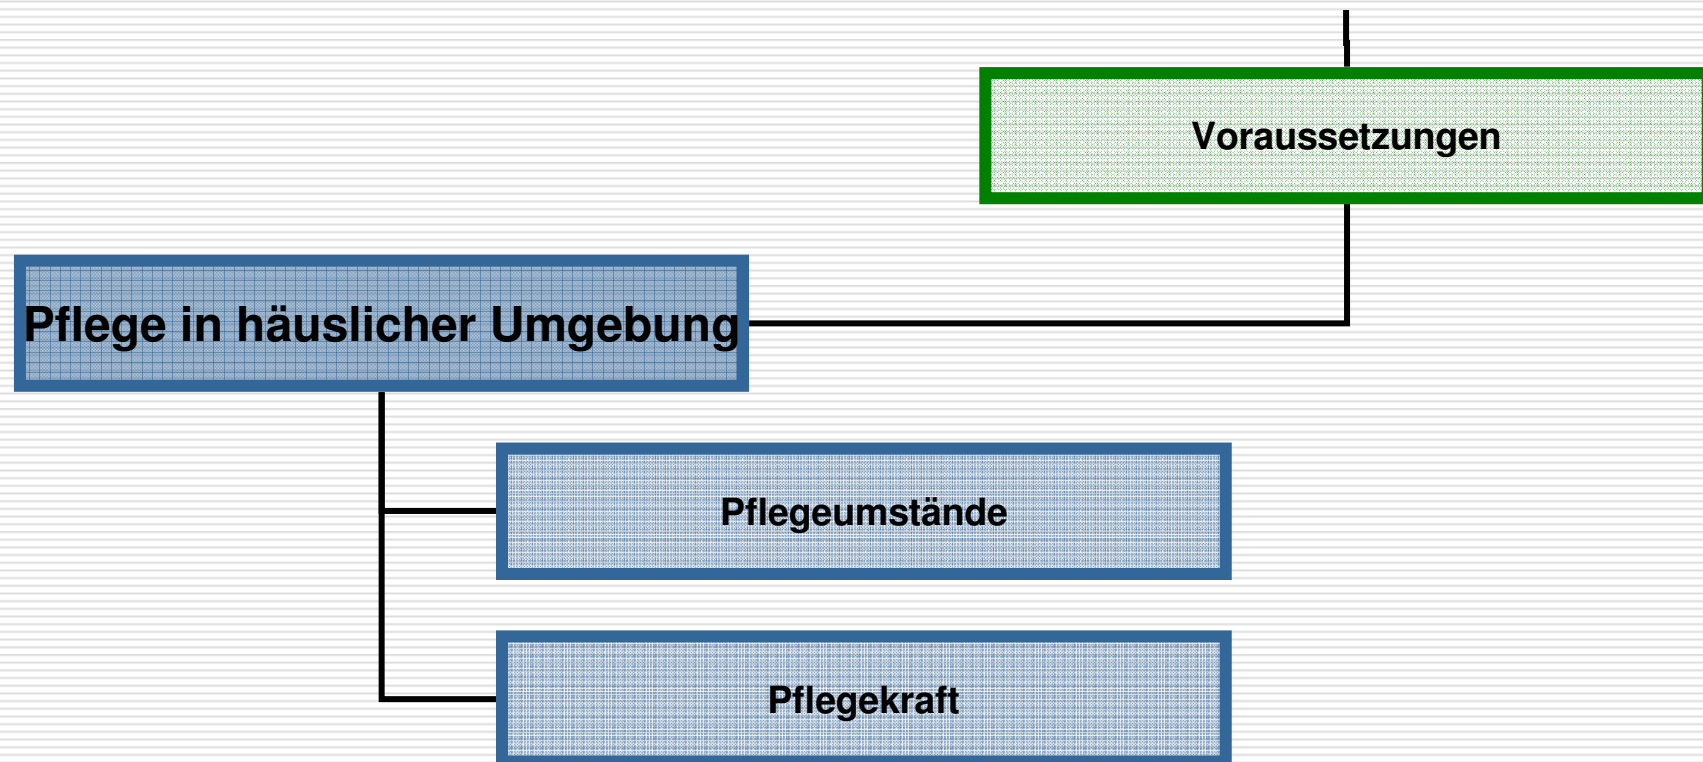 Voraussetzungen
Pflege in häuslicher Umgebung
Pflegeumstände
Pflegekraft